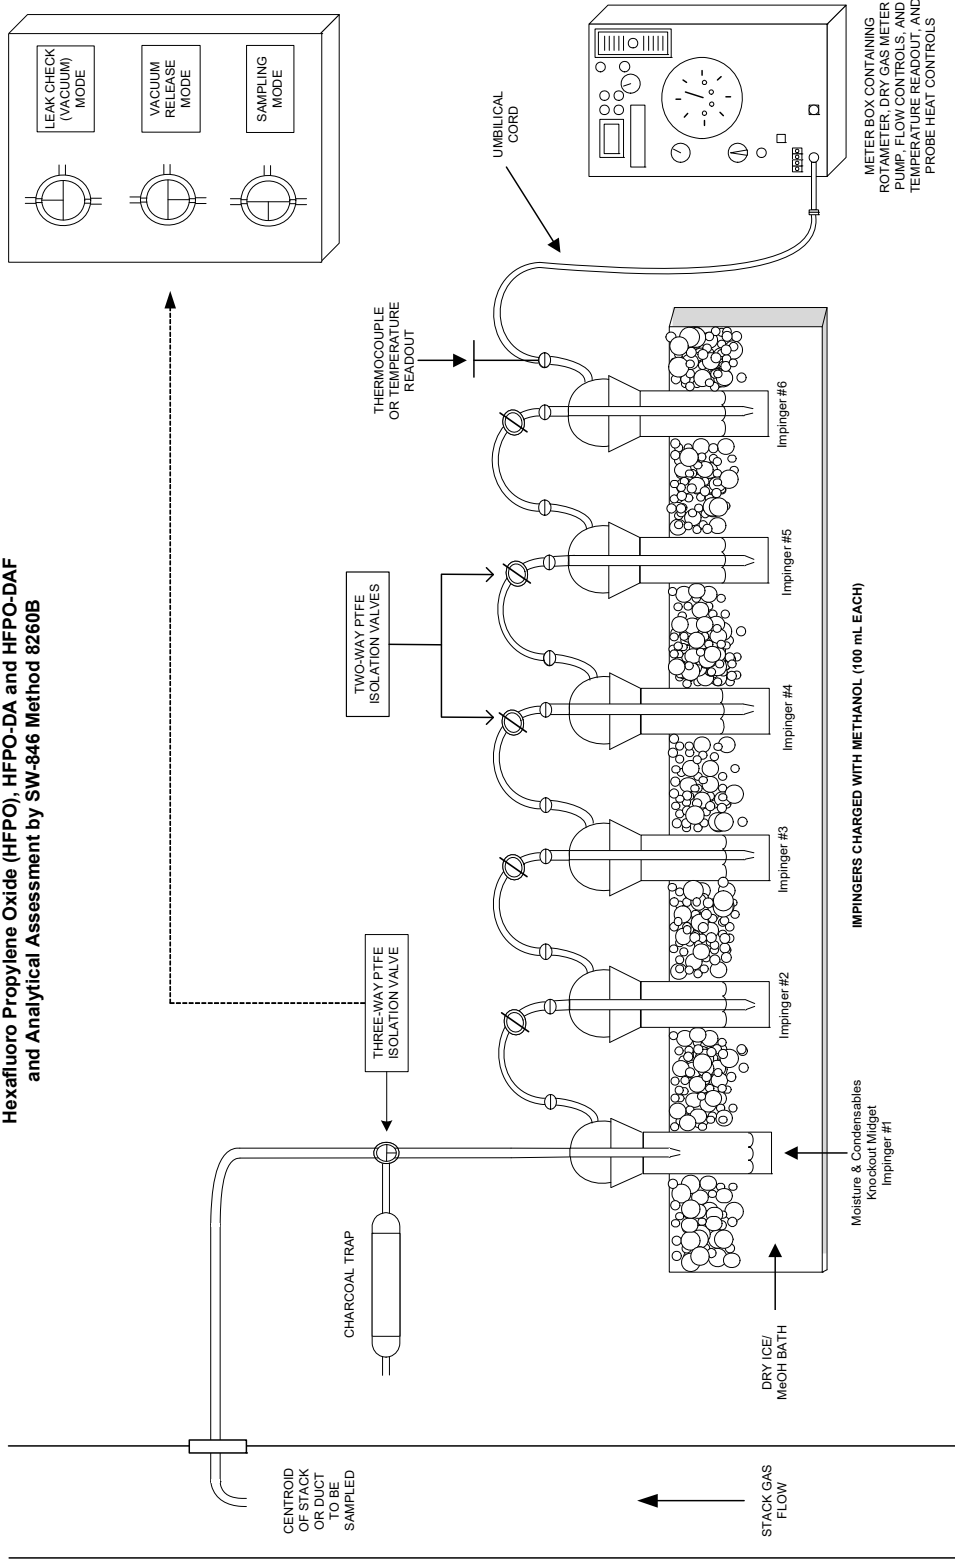 Hexafluoro Propylene Oxide (HFPO), HFPO-DA and HFPO-DAF
and Analytical Assessment by SW-846 Method 8260B
LEAK CHECK
(VACUUM)
MODE
VACUUM
RELEASE
MODE
SAMPLING
MODE
THREE-WAY PTFE
ISOLATION VALVE
CHARCOAL TRAP
CENTROID
OF STACK
OR DUCT
TO BE
SAMPLED
STACK GAS
FLOW
DRY ICE/
MeOH BATH
Moisture & Condensables
Knockout Midget
Impinger #1
TWO-WAY PTFE
ISOLATION VALVES
THERMOCOUPLE
OR TEMPERATURE
READOUT
UMBILICAL
CORD
Impinger #2
Impinger #3
Impinger #4
Impinger #5
Impinger #6
IMPINGERS CHARGED WITH METHANOL (100 mL EACH)
METER BOX CONTAINING
ROTAMETER, DRY GAS METER
PUMP, FLOW CONTROLS, AND
TEMPERATURE READOUT, AND
PROBE HEAT CONTROLS